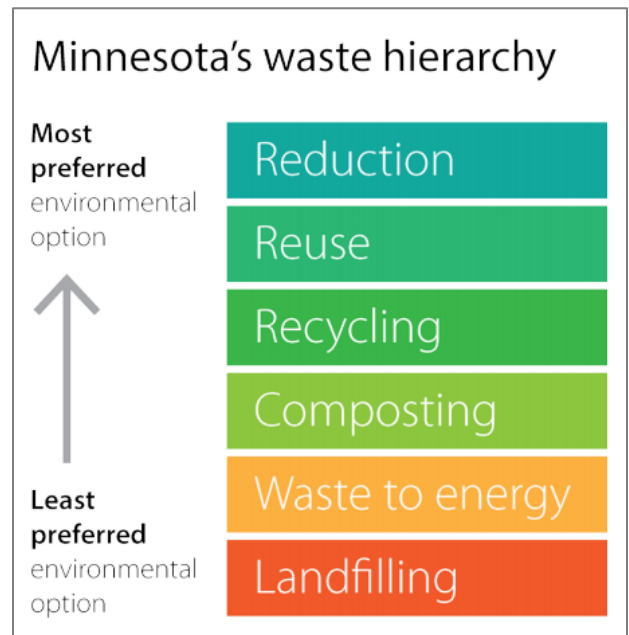 Minnesota's waste hierarchy
Most
preferred
environmental
option
Reduction
Reuse
Recycling
Composting
Waste to energy
Landfilling
Least
preferred
environmental
option